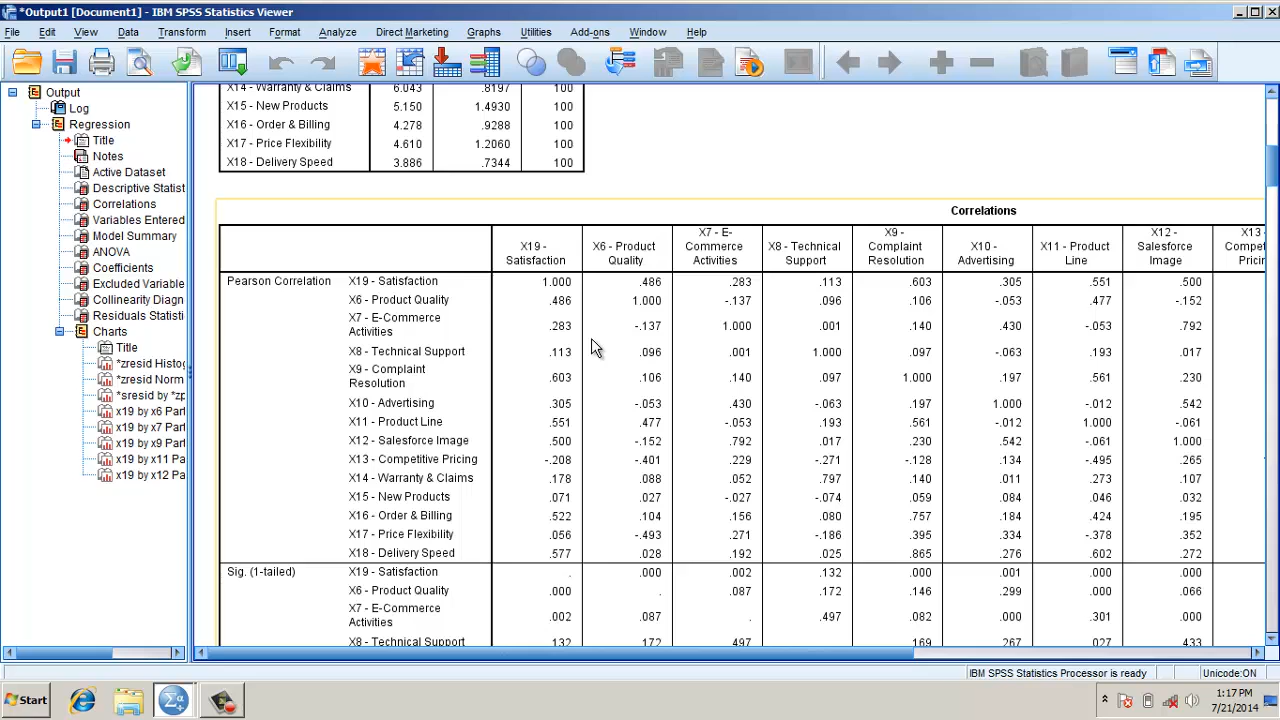 *Output1 [Document1] - IBM SPSS Statistics Viewer
File Edit View Data Transform Insert Format Analyze Direct Marketing Graphs Utilities Add-ons Window Help
Output
Log
Regression
Title
Notes
Active Dataset
Descriptive Statist
Correlations
Variables Entered
Model Summary
ANOVA
Coefficients
Excluded Variable
Collinearity Diagn
Residuals Statisti
Charts
Title
*zresid Histo
*zresid Norm
*sresid by *zp
x19 by x6 Part
x19 by x7 Part
x19 by x9 Part
x19 by x11 Pa
x19 by x12 Pa
X14 - Warranty & Claims 6.043 .8197 100
X15 - New Products 5.150 1.4930 100
X16 - Order & Billing 4.278 .9288 100
X17 - Price Flexibility 4.610 1.2060 100
X18 - Delivery Speed 3.886 .7344 100
Correlations
X19 - Satisfaction X6 - Product Quality X7 - E-Commerce Activities X8 - Technical Support X9 - Complaint Resolution X10 - Advertising X11 - Product Line X12 - Salesforce Image X13 - Compet Pricin
Pearson Correlation X19 - Satisfaction 1.000 .486 .283 .113 .603 .305 .551 .500
X6 - Product Quality .486 1.000 -.137 .096 .106 -.053 .477 -.152
X7 - E-Commerce Activities .283 -.137 1.000 .001 .140 .430 -.053 .792
X8 - Technical Support .113 .096 .001 1.000 .097 -.063 .193 .017
X9 - Complaint Resolution .603 .106 .140 .097 1.000 .197 .561 .230
X10 - Advertising .305 -.053 .430 -.063 .197 1.000 -.012 .542
X11 - Product Line .551 .477 -.053 .193 .561 -.012 1.000 -.061
X12 - Salesforce Image .500 -.152 .792 .017 .230 .542 -.061 1.000
X13 - Competitive Pricing -.208 -.401 .229 -.271 -.128 .134 -.495 .265
X14 - Warranty & Claims .178 .088 .052 .797 .140 .011 .273 .107
X15 - New Products .071 .027 -.027 -.074 .059 .084 .046 .032
X16 - Order & Billing .522 .104 .156 .080 .757 .184 .424 .195
X17 - Price Flexibility .056 -.493 .271 -.186 .395 .334 -.378 .352
X18 - Delivery Speed .577 .028 .192 .025 .865 .276 .602 .272
Sig. (1-tailed) X19 - Satisfaction . .000 .002 .132 .000 .001 .000 .000
X6 - Product Quality .000 . .087 .172 .146 .299 .000 .066
X7 - E-Commerce Activities .002 .087 . .497 .082 .000 .301 .000
X8 - Technical Support .132 .172 .497 .169 .267 .027 .433
IBM SPSS Statistics Processor is ready Unicode:ON
Start
1:17 PM
7/21/2014